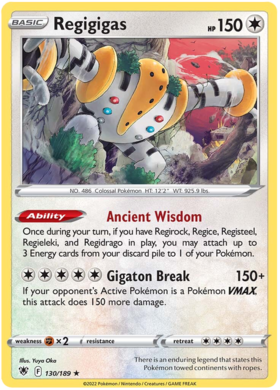 BASIC Regigigas HP 150
NO. 486 Colossal Pokémon HT: 12'2" WT: 925.9 lbs.
Ability Ancient Wisdom
Once during your turn, if you have Regirock, Regice, Registeel,
Regieleki, and Regidrago in play, you may attach up to
3 Energy cards from your discard pile to 1 of your Pokémon.
Gigaton Break 150+
If your opponent's Active Pokémon is a Pokémon VMAX,
this attack does 150 more damage.
weakness ×2 resistance retreat
Illus. Yuya Oka
F 130/189 ★
There is an enduring legend that states this
Pokémon towed continents with ropes.
©2022 Pokémon / Nintendo / Creatures / GAME FREAK